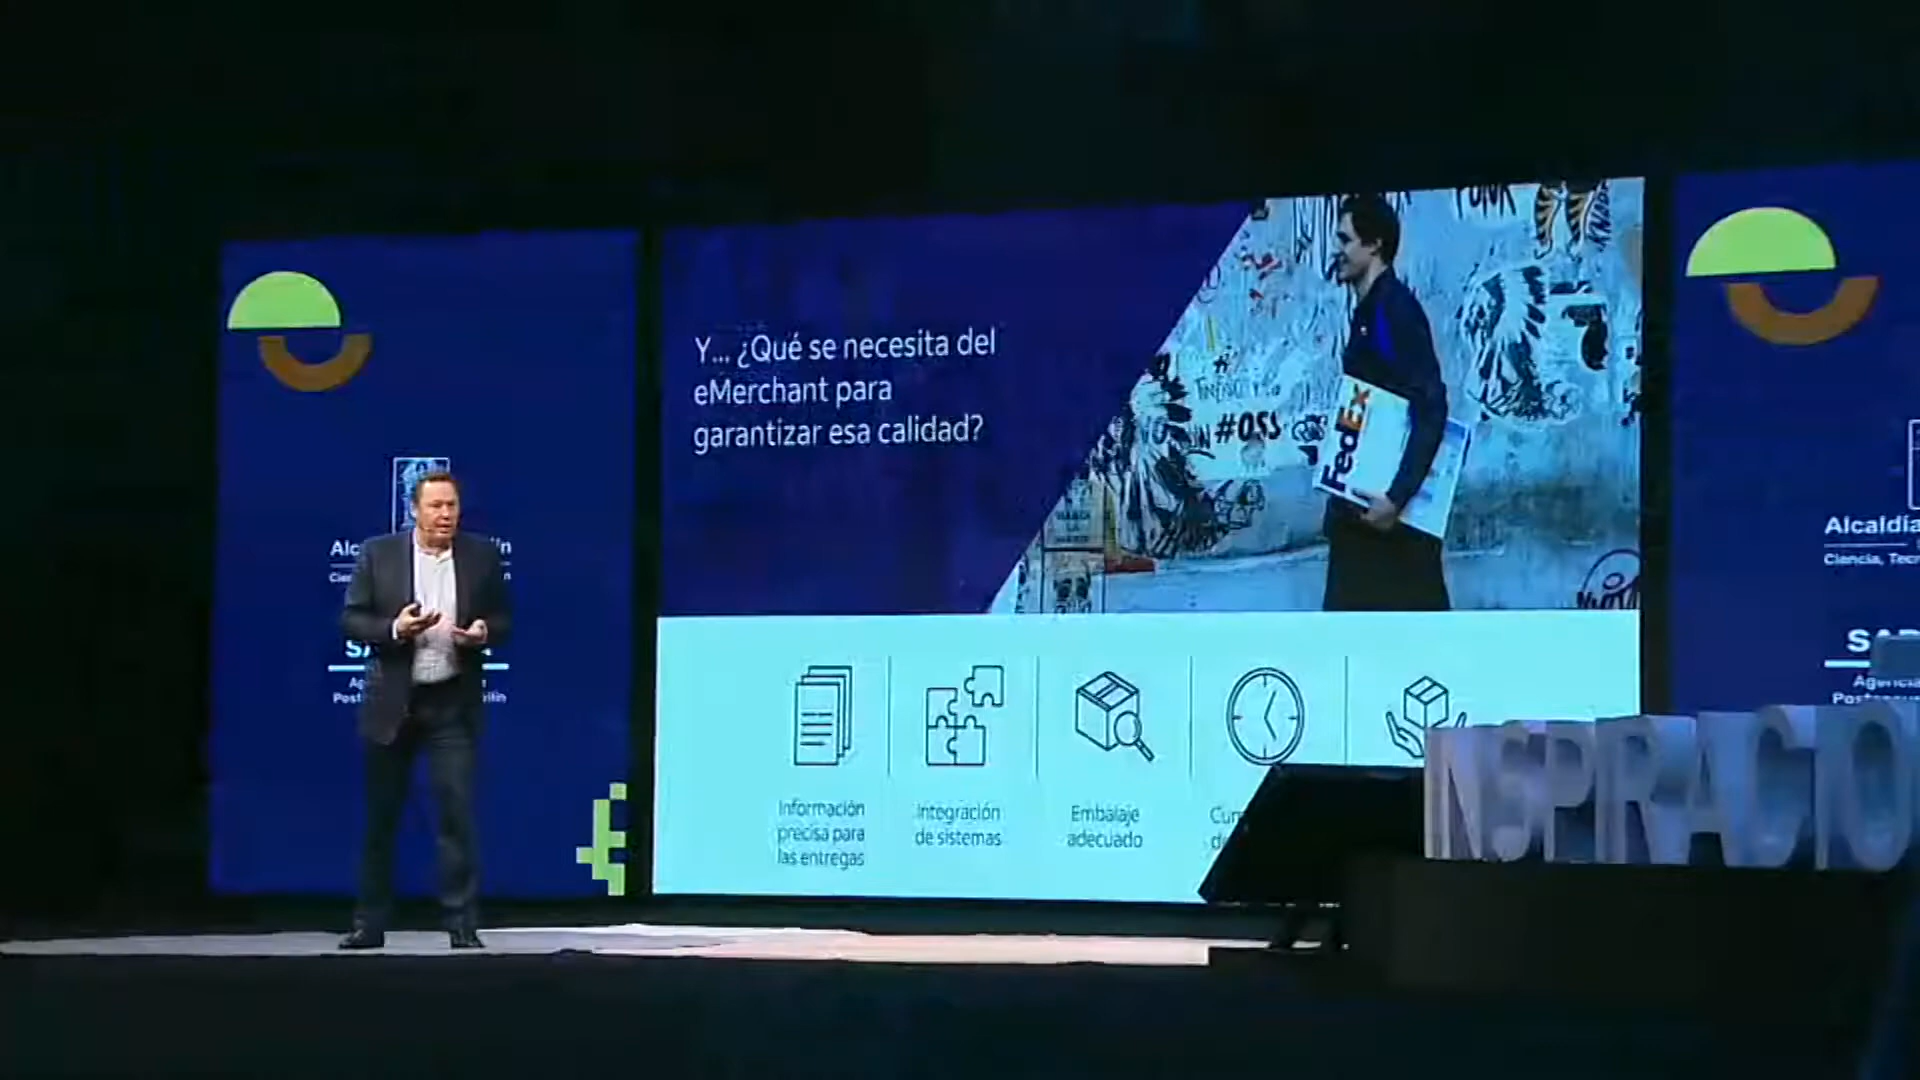 Y... ¿Qué se necesita del
eMerchant para
garantizar esa calidad?
FedEx
#OSS
Información
precisa para
las entregas
Integración
de sistemas
Embalaje
adecuado
Alcaldía
Ciencia,
INSPIRACIO